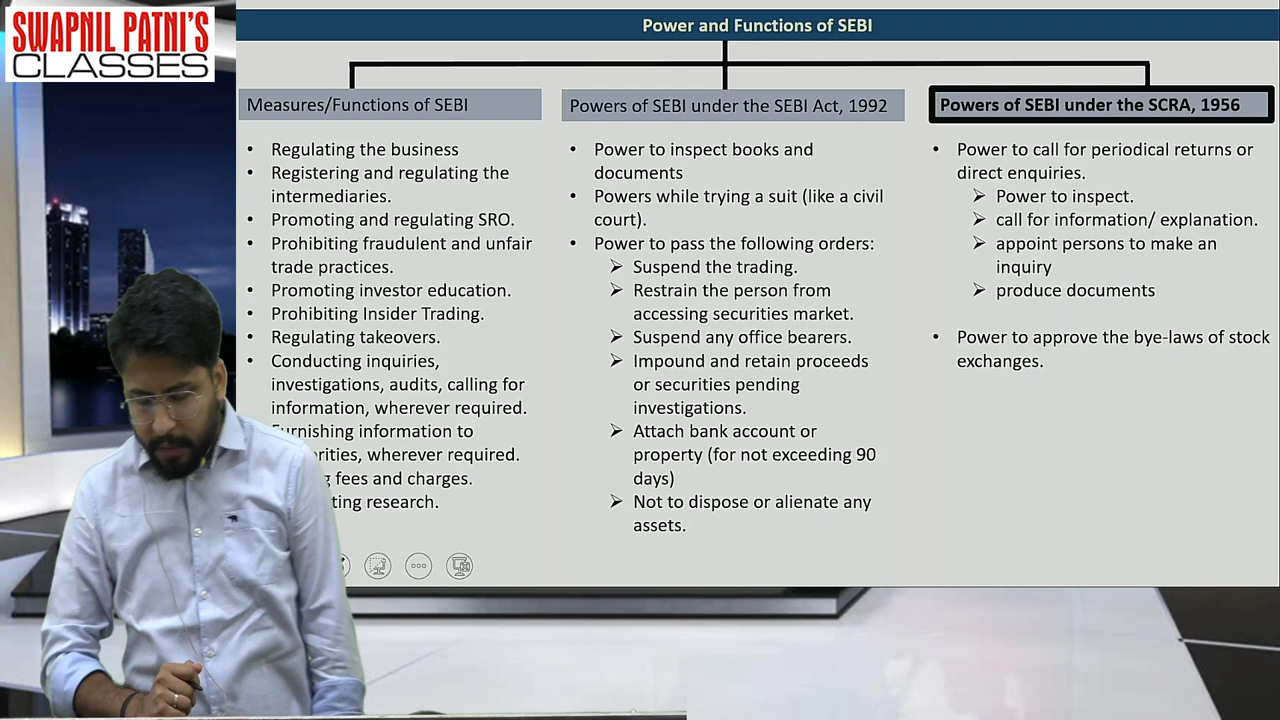 SWAPNIL PATNI'S
CLASSES
Power and Functions of SEBI
Measures/Functions of SEBI
• Regulating the business
• Registering and regulating the
intermediaries.
• Promoting and regulating SRO.
• Prohibiting fraudulent and unfair
trade practices.
• Promoting investor education.
• Prohibiting Insider Trading.
• Regulating takeovers.
• Conducting inquiries,
investigations, audits, calling for
information, wherever required.
information to
wherever required.
fees and charges.
research.
Powers of SEBI under the SEBI Act, 1992
• Power to inspect books and
documents
• Powers while trying a suit (like a civil
court).
• Power to pass the following orders:
➢ Suspend the trading.
➢ Restrain the person from
accessing securities market.
➢ Suspend any office bearers.
➢ Impound and retain proceeds
or securities pending
investigations.
➢ Attach bank account or
property (for not exceeding 90
days)
➢ Not to dispose or alienate any
assets.
Powers of SEBI under the SCRA, 1956
• Power to call for periodical returns or
direct enquiries.
➢ Power to inspect.
➢ call for information/ explanation.
➢ appoint persons to make an
inquiry
➢ produce documents
• Power to approve the bye-laws of stock
exchanges.